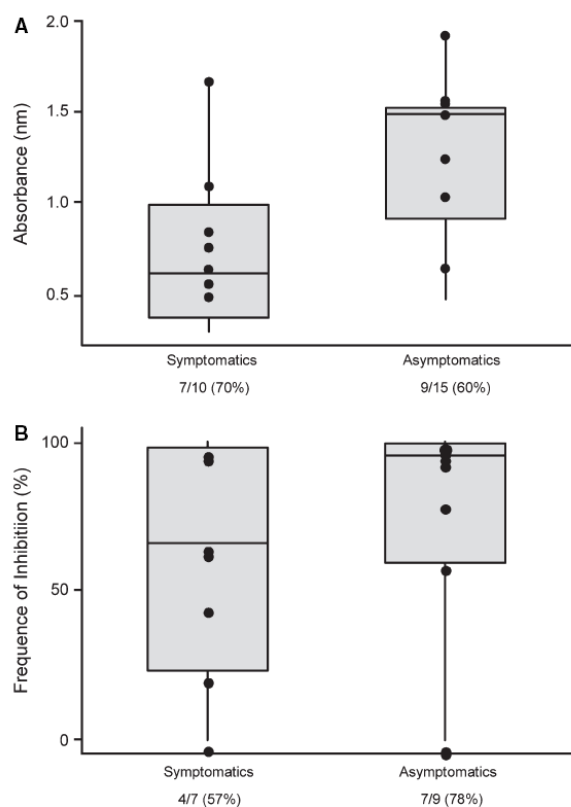 A
Absorbance (nm)
2.0
1.5
1.0
0.5
Symptomatics
Asymptomatics
7/10 (70%)
9/15 (60%)
B
Frequence of Inhibitiion (%)
100
50
0
Symptomatics
Asymptomatics
4/7 (57%)
7/9 (78%)